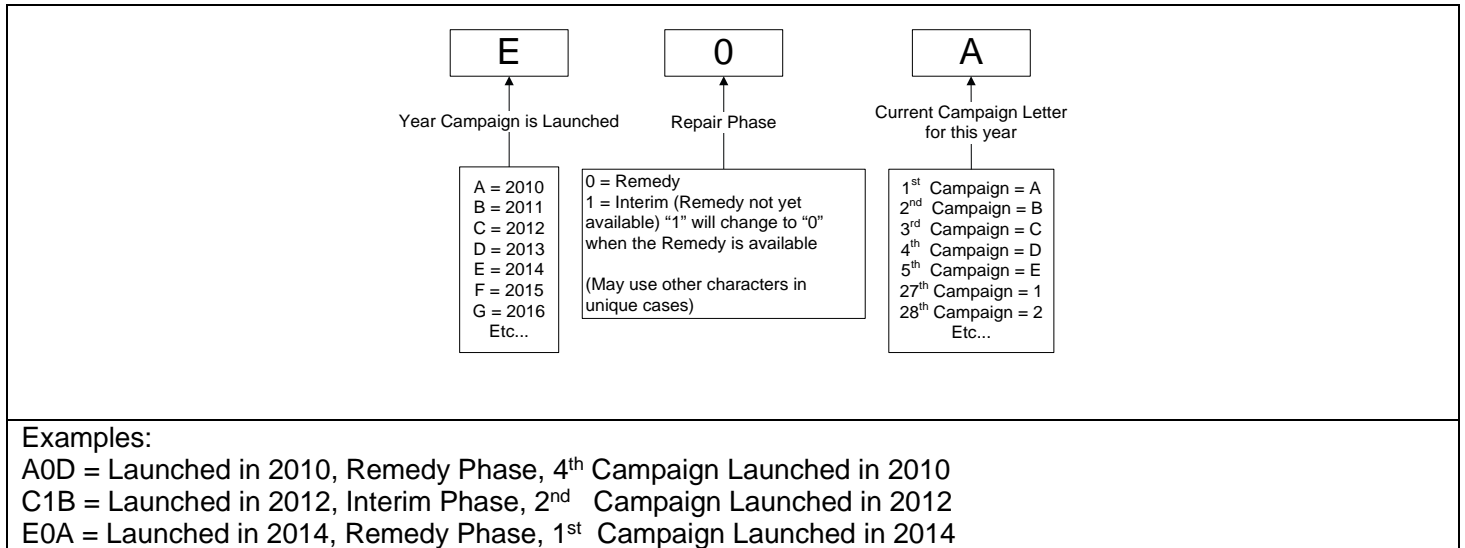 E 0 A
Year Campaign is Launched
Repair Phase
Current Campaign Letter
for this year
A = 2010
B = 2011
C = 2012
D = 2013
E = 2014
F = 2015
G = 2016
Etc...
0 = Remedy
1 = Interim (Remedy not yet
available) “1” will change to “0”
when the Remedy is available
(May use other characters in
unique cases)
1st Campaign = A
2nd Campaign = B
3rd Campaign = C
4th Campaign = D
5th Campaign = E
27th Campaign = 1
28th Campaign = 2
Etc...
Examples:
A0D = Launched in 2010, Remedy Phase, 4th Campaign Launched in 2010
C1B = Launched in 2012, Interim Phase, 2nd Campaign Launched in 2012
E0A = Launched in 2014, Remedy Phase, 1st Campaign Launched in 2014